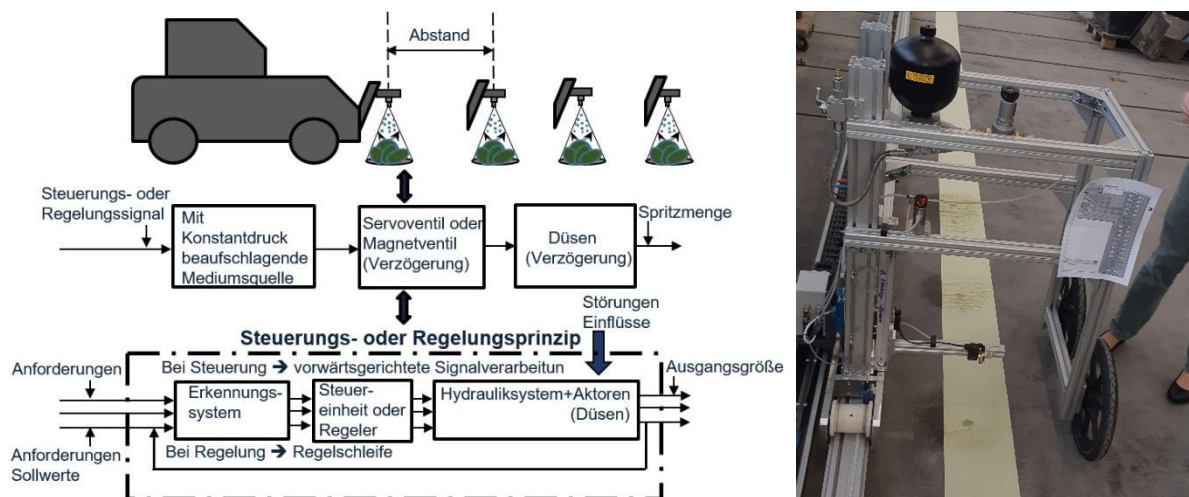 Abstand
Steuerungs- oder
Regelungssignal
Mit
Konstantdruck
beaufschlagende
Mediumsquelle
Servoventil oder
Magnetventil
(Verzögerung)
Düsen
(Verzögerung)
Spritzmenge
Störungen
Einflüsse
Steuerungs- oder Regelungsprinzip
Anforderungen
Bei Steuerung → vorwärtsgerichtete Signalverarbeitun
Ausgangsgröße
Erkennungs-
system
Steuer-
einheit oder
Regeler
Hydrauliksystem+Aktoren
(Düsen)
Anforderungen
Sollwerte
Bei Regelung → Regelschleife